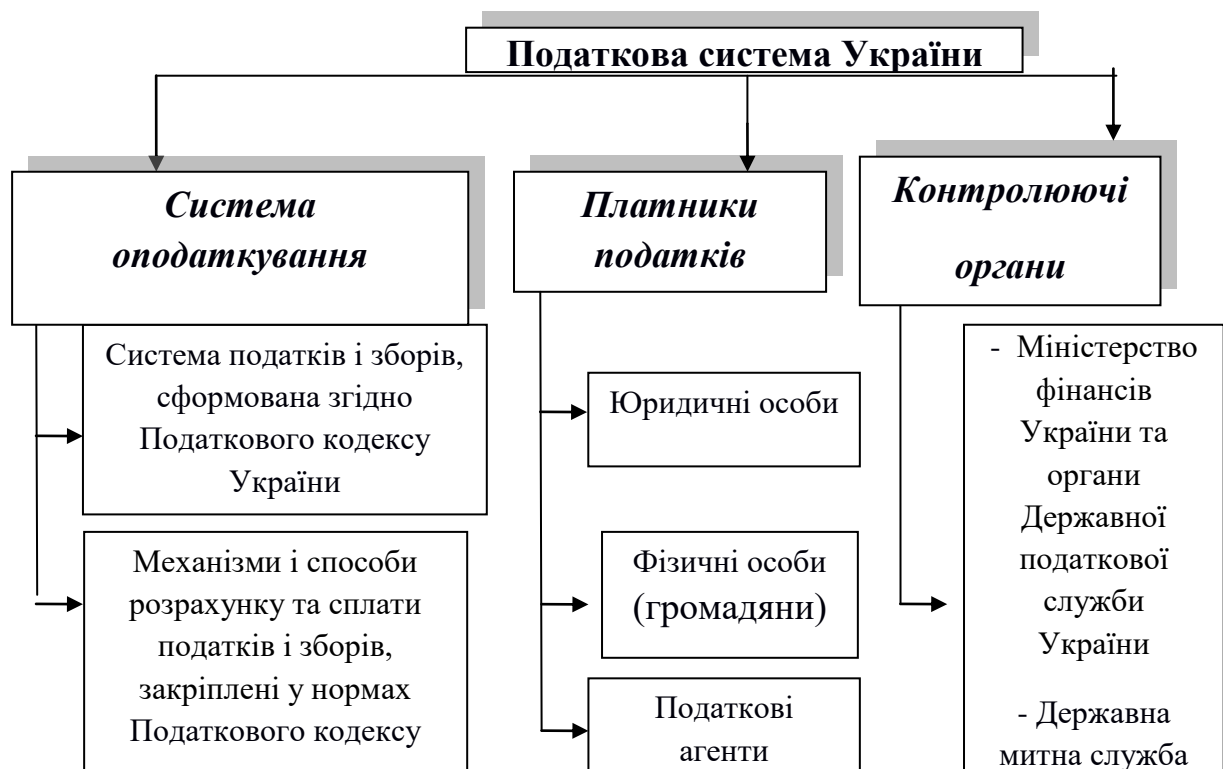 Податкова система України
Система
оподаткування
Система податків і зборів,
сформована згідно
Податкового кодексу
України
Механізми і способи
розрахунку та сплати
податків і зборів,
закріплені у нормах
Податкового кодексу
Платники
податків
Юридичні особи
Фізичні особи
(громадяни)
Податкові
агенти
Контролюючі
органи
- Міністерство
фінансів
України та
органи
Державної
податкової
служби
України
- Державна
митна служба